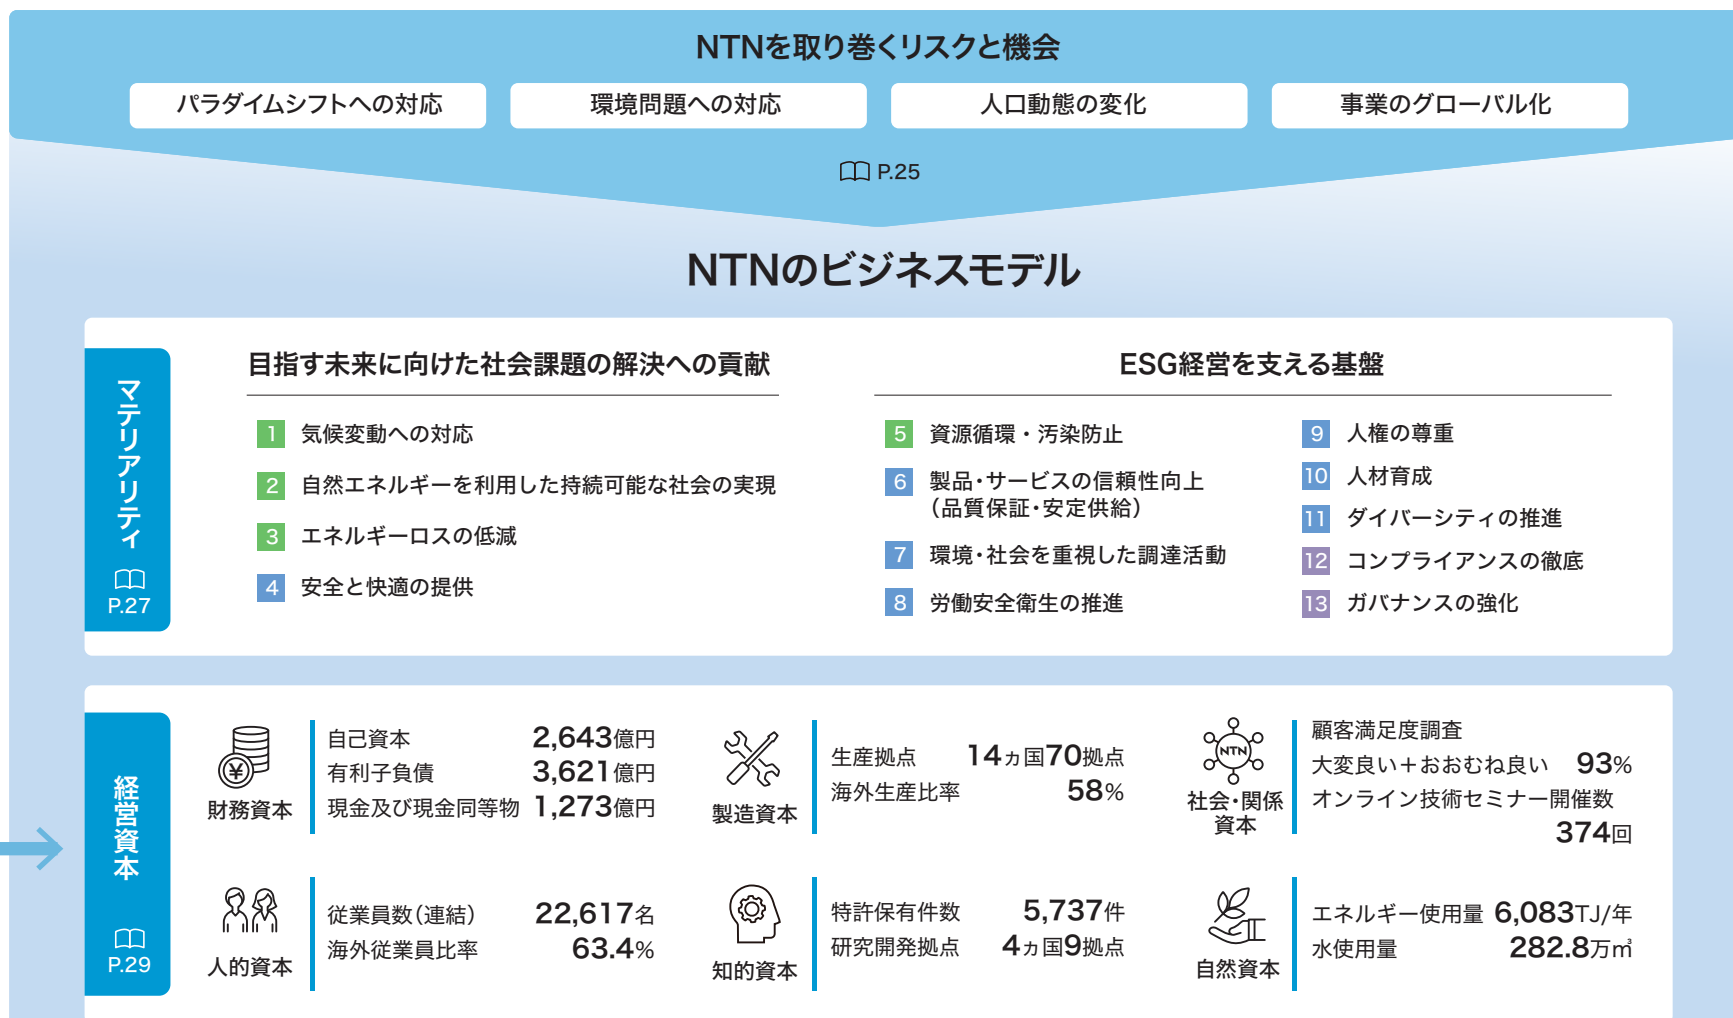 NTNを取り巻くリスクと機会
パラダイムシフトへの対応
環境問題への対応
人口動態の変化
事業のグローバル化
P.25
NTNのビジネスモデル
マテリアリティ
P.27
目指す未来に向けた社会課題の解決への貢献
1 気候変動への対応
2 自然エネルギーを利用した持続可能な社会の実現
3 エネルギーロスの低減
4 安全と快適の提供
ESG経営を支える基盤
5 資源循環・汚染防止
6 製品・サービスの信頼性向上
（品質保証・安定供給）
7 環境・社会を重視した調達活動
8 労働安全衛生の推進
9 人権の尊重
10 人材育成
11 ダイバーシティの推進
12 コンプライアンスの徹底
13 ガバナンスの強化
経営資本
P.29
財務資本
自己資本 2,643億円
有利子負債 3,621億円
現金及び現金同等物 1,273億円
製造資本
生産拠点 14ヵ国70拠点
海外生産比率 58%
NTN
社会・関係
資本
顧客満足度調査
大変良い＋おおむね良い 93%
オンライン技術セミナー開催数
374回
人的資本
従業員数（連結） 22,617名
海外従業員比率 63.4%
知的資本
特許保有件数 5,737件
研究開発拠点 4ヵ国9拠点
自然資本
エネルギー使用量 6,083TJ/年
水使用量 282.8万㎥